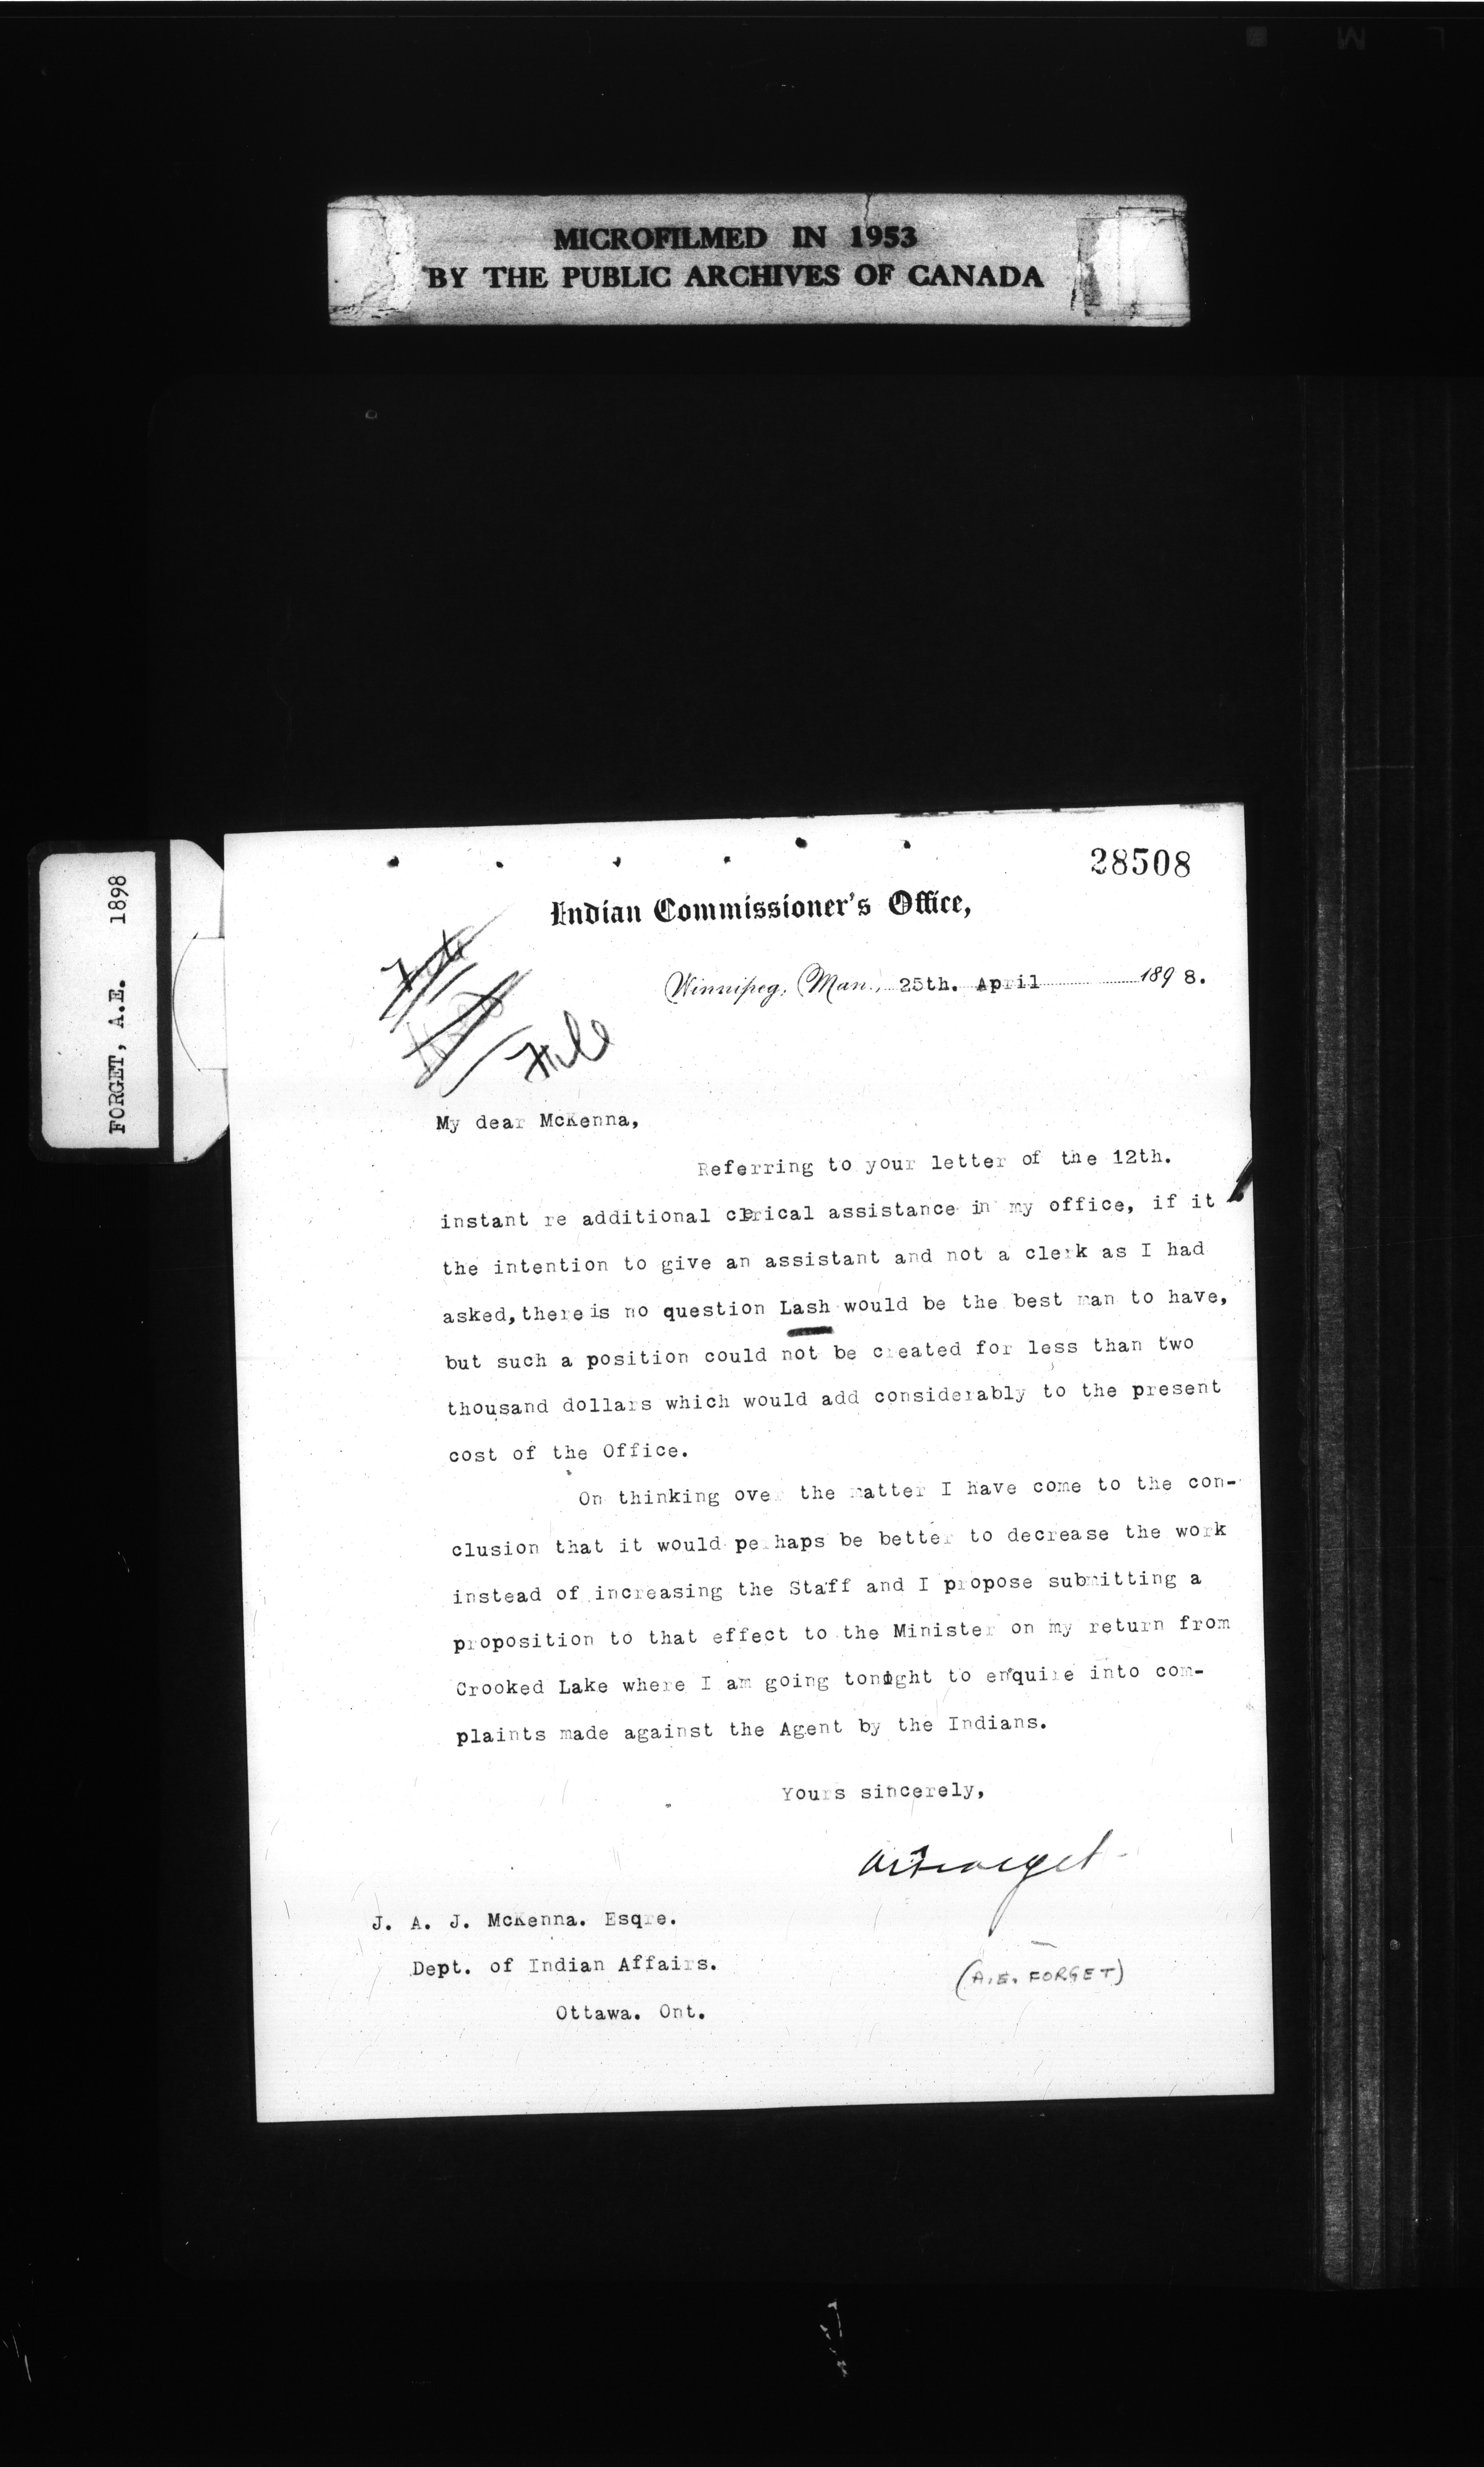 MICROFILMED IN 1953
BY THE PUBLIC ARCHIVES OF CANADA
FORGET, A.E. 1898
28508
Indian Commissioner's Office,
Winnipeg, Man., 25th. April 1898.
File
My dear McKenna,
Referring to your letter of the 12th.
instant re additional clerical assistance in my office, if it
the intention to give an assistant and not a clerk as I had
asked, there is no question Lash would be the best man to have,
but such a position could not be created for less than two
thousand dollars which would add considerably to the present
cost of the Office.
On thinking over the matter I have come to the con-
clusion that it would perhaps be better to decrease the work
instead of increasing the Staff and I propose submitting a
proposition to that effect to the Minister on my return from
Crooked Lake where I am going tonight to enquire into com-
plaints made against the Agent by the Indians.
Yours sincerely,
AEForget
J. A. J. McKenna. Esqre.
Dept. of Indian Affairs.
(A.E. FORGET)
Ottawa. Ont.